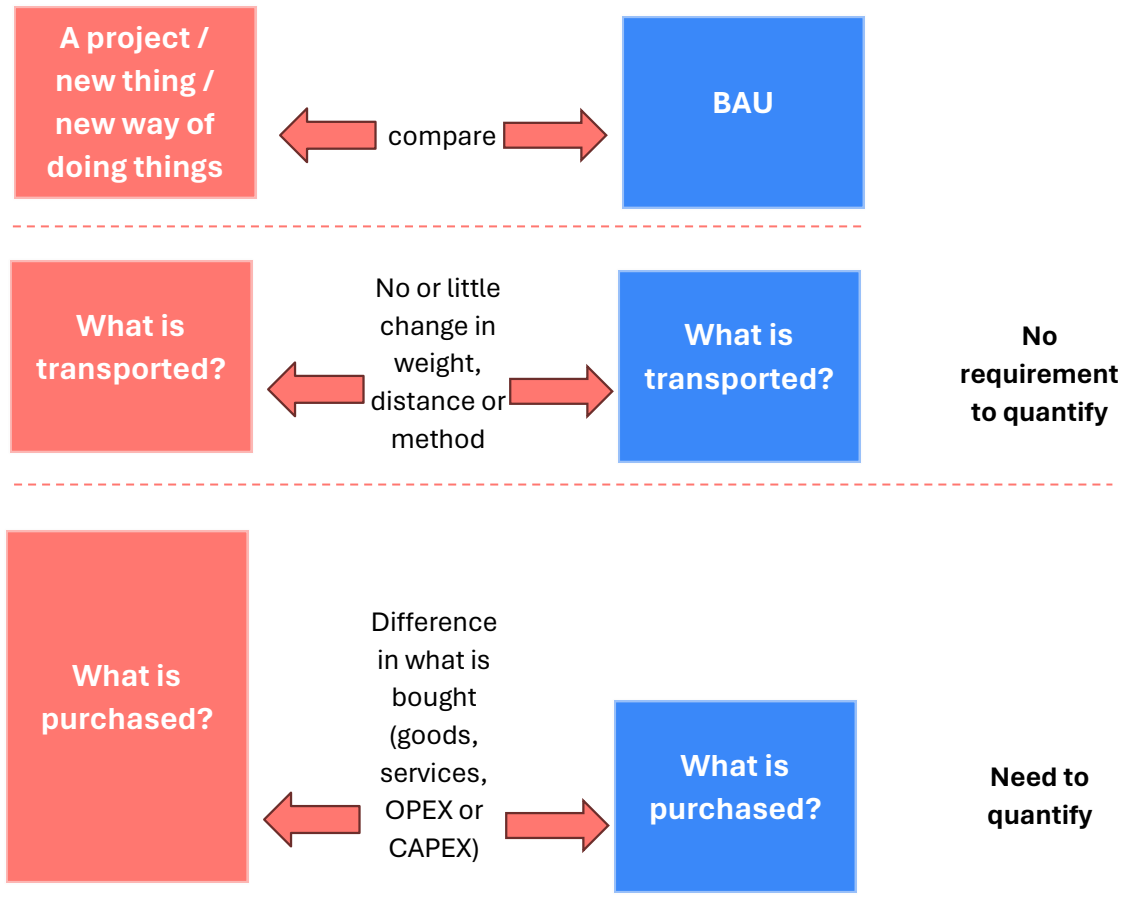 A project /
new thing /
new way of
doing things
compare
BAU
What is
transported?
No or little
change in
weight,
distance or
method
What is
transported?
No
requirement
to quantify
What is
purchased?
Difference
in what is
bought
(goods,
services,
OPEX or
CAPEX)
What is
purchased?
Need to
quantify